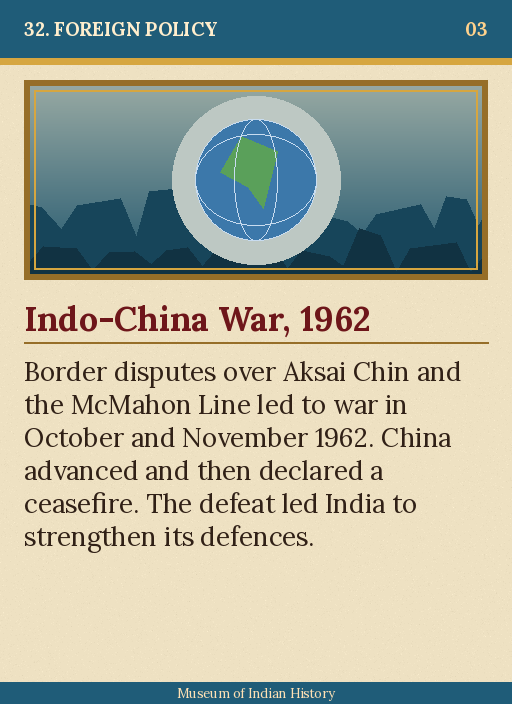 32. FOREIGN POLICY
03
Indo-China War, 1962
Border disputes over Aksai Chin and
the McMahon Line led to war in
October and November 1962. China
advanced and then declared a
ceasefire. The defeat led India to
strengthen its defences.
Museum of Indian History